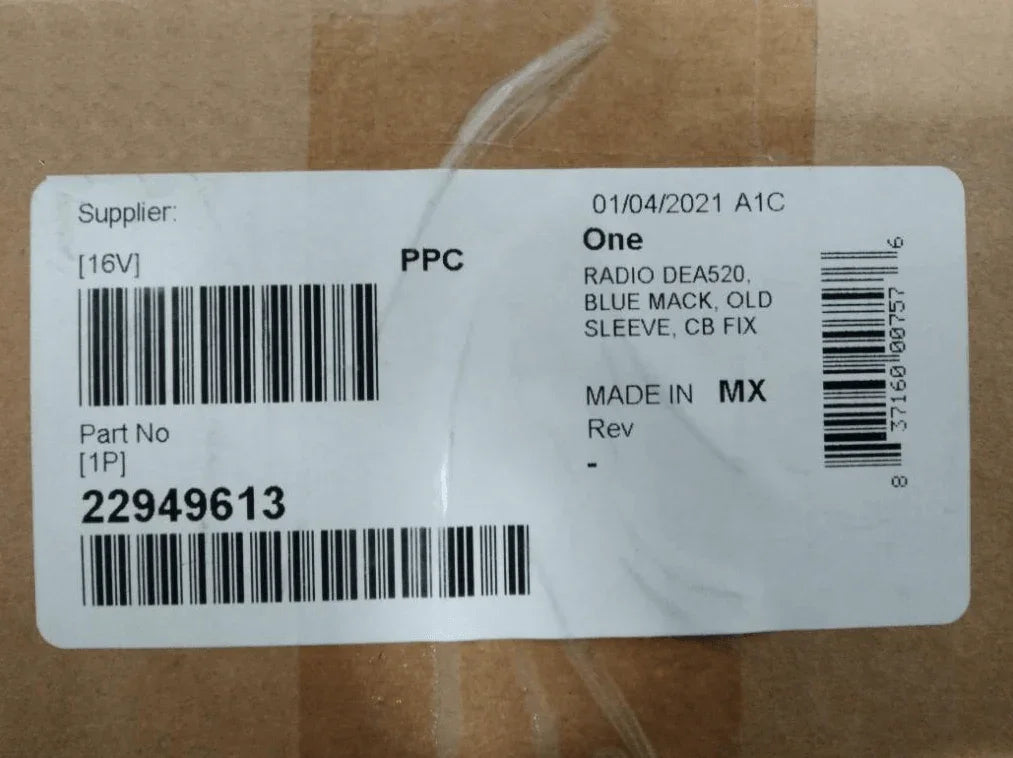 Supplier:
[16V]
PPC
Part No
[1P]
22949613
01/04/2021 A1C
One
RADIO DEA520,
BLUE MACK, OLD
SLEEVE, CB FIX
MADE IN MX
Rev
-
8 37160 00757 6